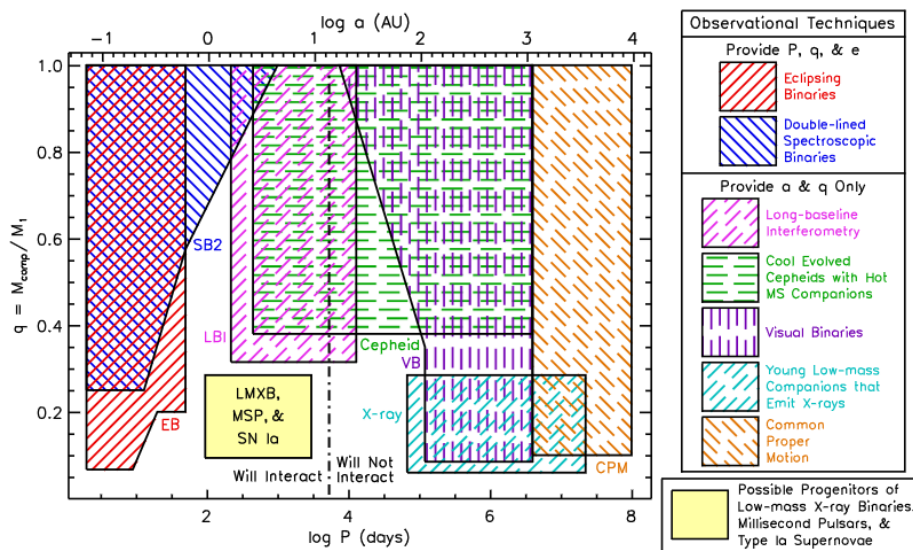 log a (AU)
-1 0 1 2 3 4
1.0
0.8
0.6
0.4
0.2
q = M_comp/M_1
SB2
LBI
Cepheid
VB
X-ray
EB
CPM
LMXB,
MSP, &
SN Ia
Will Interact
Will Not
Interact
2 4 6 8
log P (days)
Observational Techniques
Provide P, q, & e
Eclipsing
Binaries
Double-lined
Spectroscopic
Binaries
Provide a & q Only
Long-baseline
Interferometry
Cool Evolved
Cepheids with Hot
MS Companions
Visual Binaries
Young Low-mass
Companions that
Emit X-rays
Common
Proper
Motion
Possible Progenitors of
Low-mass X-ray Binaries,
Millisecond Pulsars, &
Type Ia Supernovae